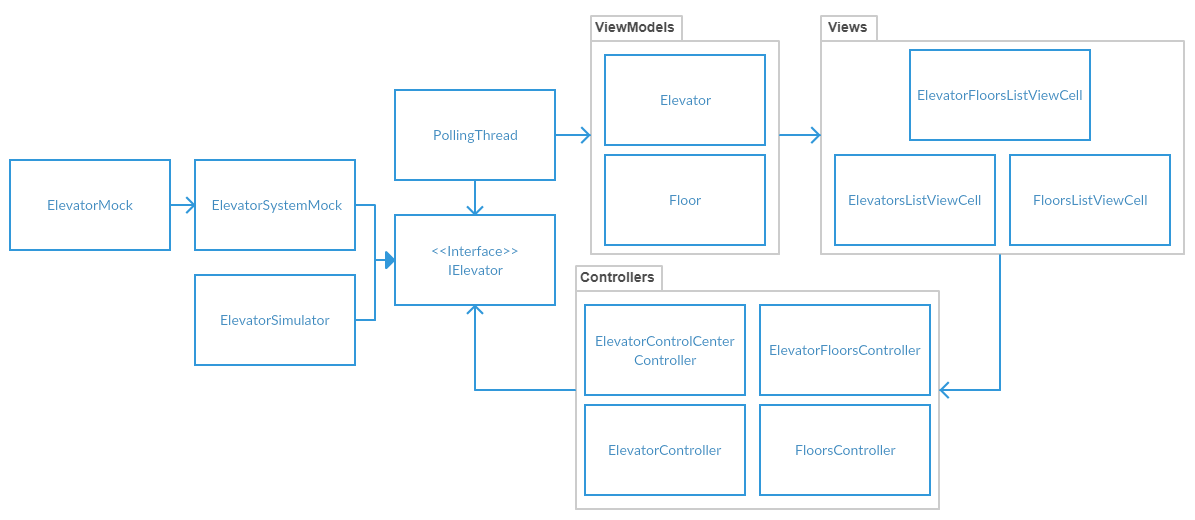 ViewModels
Views
Elevator
ElevatorFloorsListViewCell
PollingThread
ElevatorMock
ElevatorSystemMock
Floor
ElevatorsListViewCell
FloorsListViewCell
<<Interface>>
IElevator
Controllers
ElevatorSimulator
ElevatorControlCenter
Controller
ElevatorFloorsController
ElevatorController
FloorsController